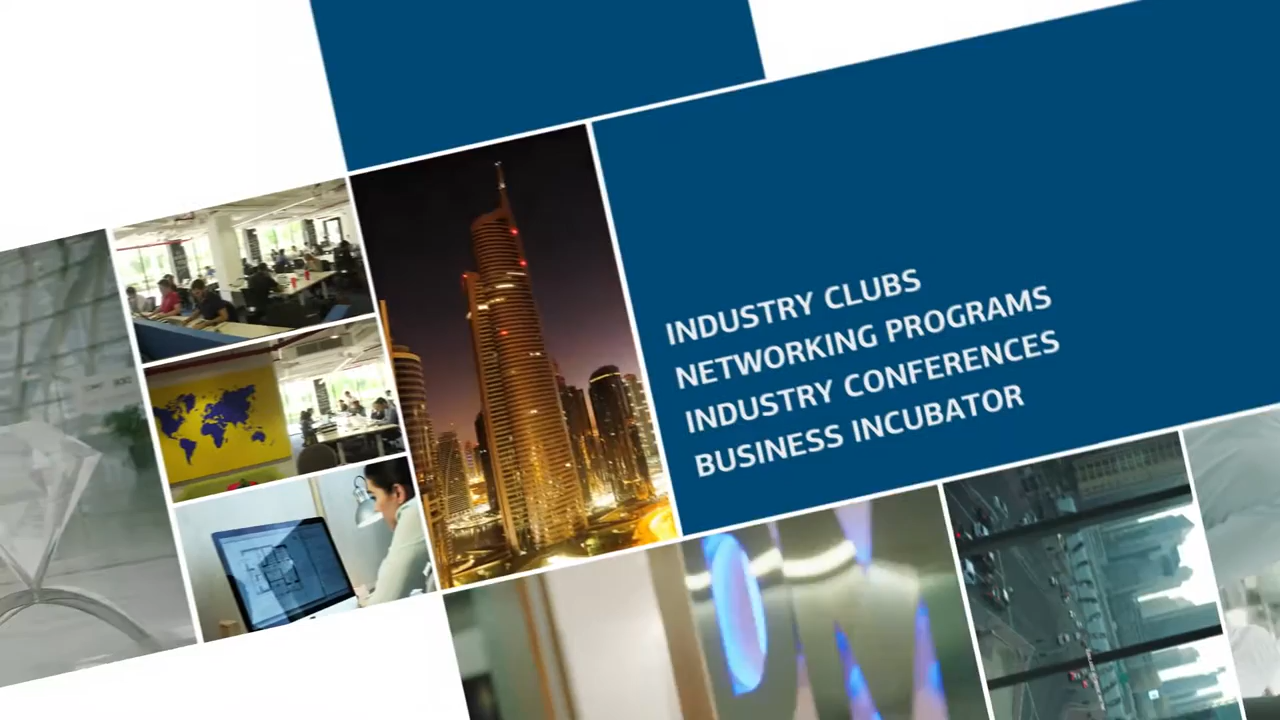 INDUSTRY CLUBS
NETWORKING PROGRAMS
INDUSTRY CONFERENCES
BUSINESS INCUBATOR